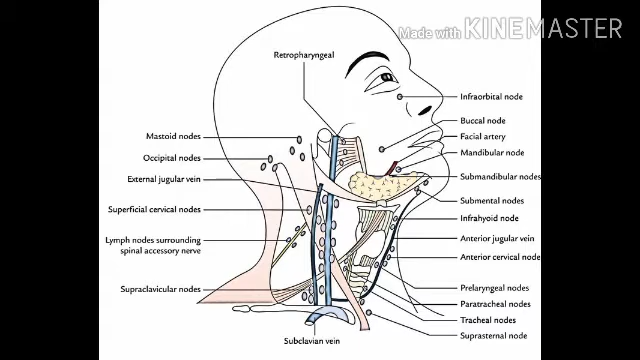 Made with KINEMASTER
Retropharyngeal
Mastoid nodes
Occipital nodes
External jugular vein
Superficial cervical nodes
Lymph nodes surrounding
spinal accessory nerve
Supraclavicular nodes
Subclavian vein
Infraorbital node
Buccal node
Facial artery
Mandibular node
Submandibular nodes
Submental nodes
Infrahyoid node
Anterior jugular vein
Anterior cervical node
Prelaryngeal nodes
Paratracheal nodes
Tracheal nodes
Suprasternal node